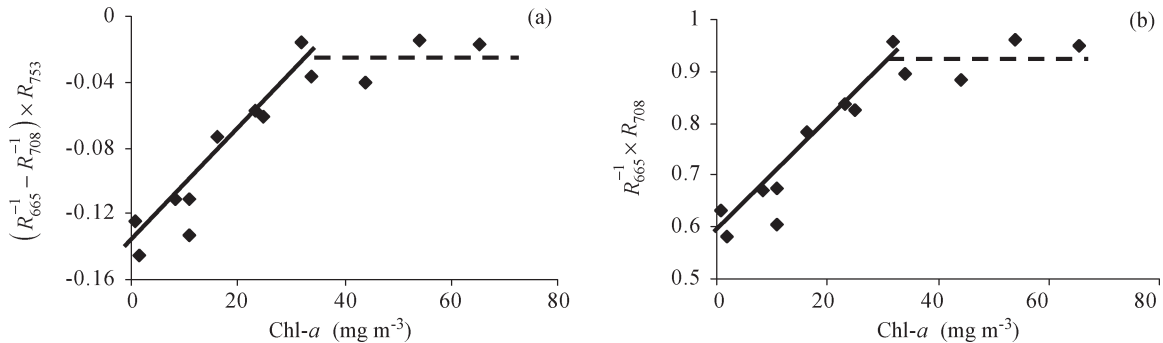 (a)
0
-0.04
-0.08
-0.12
-0.16
(R₆₆₅⁻¹ − R₇₀₈⁻¹) × R₇₅₃
0 20 40 60 80
Chl-a (mg m⁻³)
(b)
1
0.9
0.8
0.7
0.6
0.5
R₆₆₅⁻¹ × R₇₀₈
0 20 40 60 80
Chl-a (mg m⁻³)